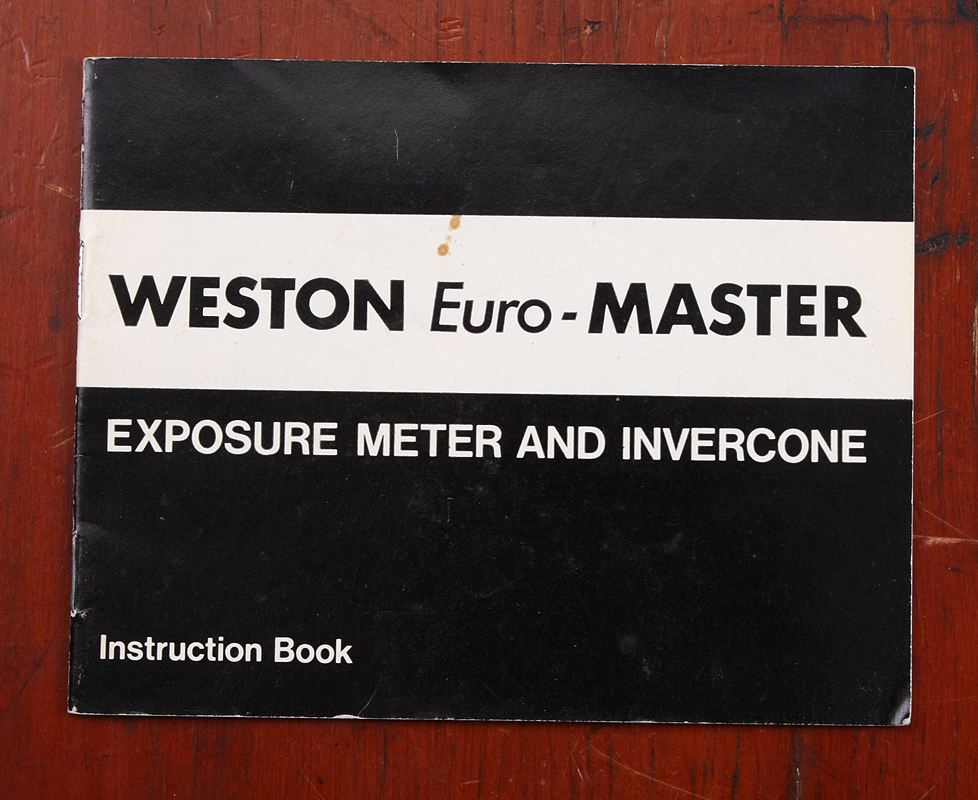 WESTON Euro-MASTER
EXPOSURE METER AND INVERCONE
Instruction Book